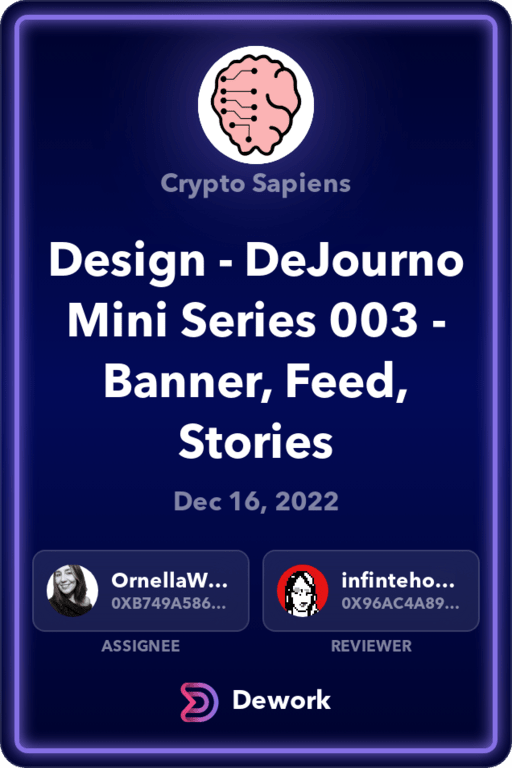 Crypto Sapiens
Design - DeJourno
Mini Series 003 -
Banner, Feed,
Stories
Dec 16, 2022
OrnellaW...
0XB749A586...
infinteho...
0X96AC4A89...
ASSIGNEE
REVIEWER
Dework